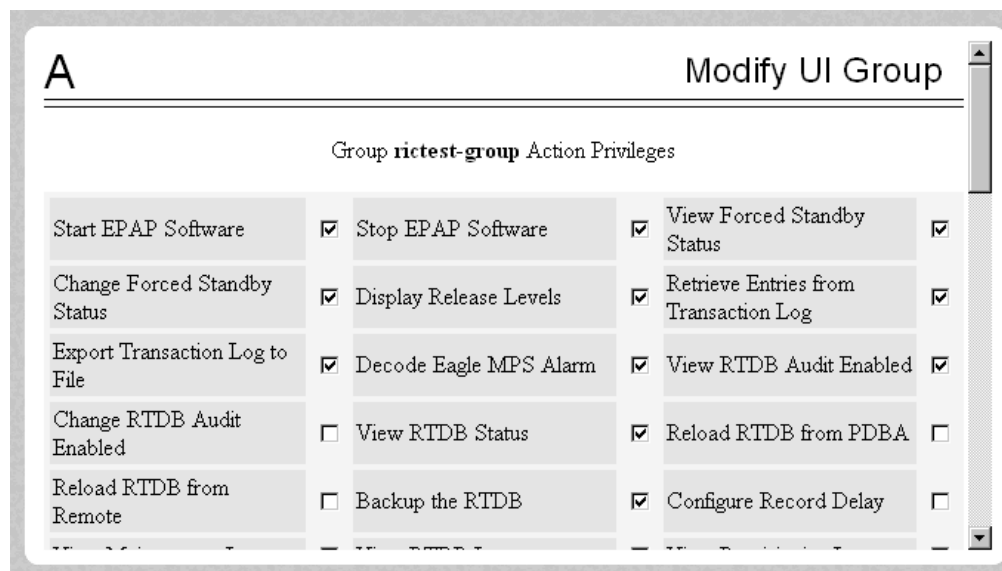 A
Modify UI Group
Group rictest-group Action Privileges
Start EPAP Software
Stop EPAP Software
View Forced Standby
Status
Change Forced Standby
Status
Display Release Levels
Retrieve Entries from
Transaction Log
Export Transaction Log to
File
Decode Eagle MPS Alarm
View RTDB Audit Enabled
Change RTDB Audit
Enabled
View RTDB Status
Reload RTDB from PDBA
Reload RTDB from
Remote
Backup the RTDB
Configure Record Delay